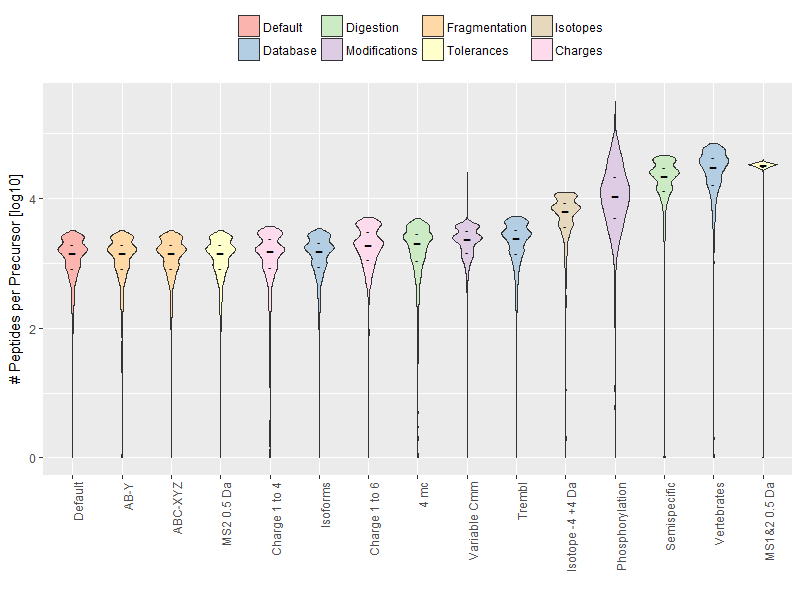 Default Digestion Fragmentation Isotopes
Database Modifications Tolerances Charges
# Peptides per Precursor [log10]
4
2
0
Default
AB-Y
ABC-XYZ
MS2 0.5 Da
Charge 1 to 4
Isoforms
Charge 1 to 6
4 mc
Variable Cmm
Trembl
Isotope -4 +4 Da
Phosphorylation
Semispecific
Vertebrates
MS1&2 0.5 Da